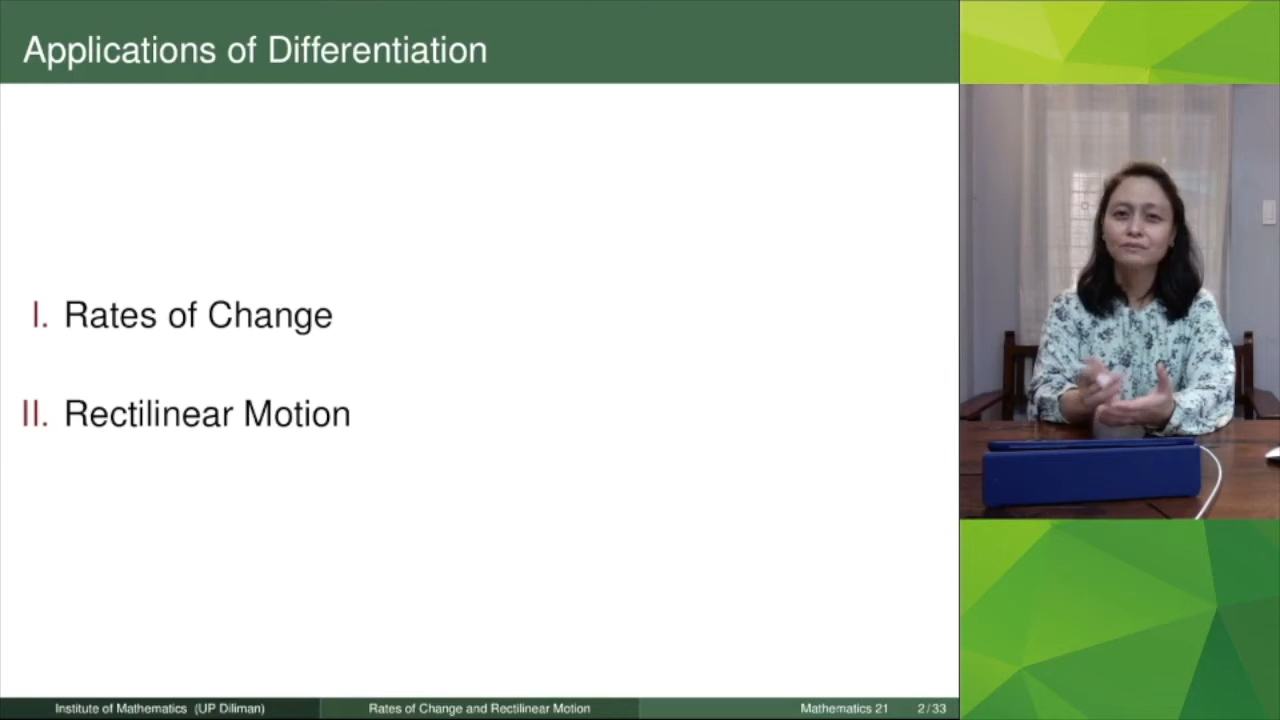 Applications of Differentiation
I. Rates of Change
II. Rectilinear Motion
Institute of Mathematics (UP Diliman) Rates of Change and Rectilinear Motion Mathematics 21 2/33